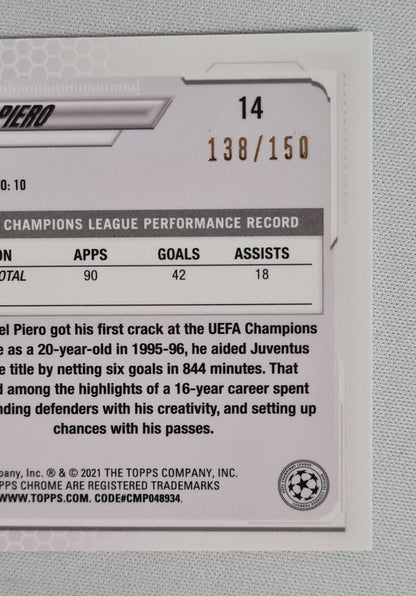 PIERO
14
138/150
O: 10
CHAMPIONS LEAGUE PERFORMANCE RECORD
ON APPS GOALS ASSISTS
OTAL 90 42 18
el Piero got his first crack at the UEFA Champions
e as a 20-year-old in 1995-96, he aided Juventus
e title by netting six goals in 844 minutes. That
d among the highlights of a 16-year career spent
nding defenders with his creativity, and setting up
chances with his passes.
pany, Inc. ® & © 2021 THE TOPPS COMPANY, INC.
PPS CHROME ARE REGISTERED TRADEMARKS
WWW.TOPPS.COM. CODE#CMP048934.